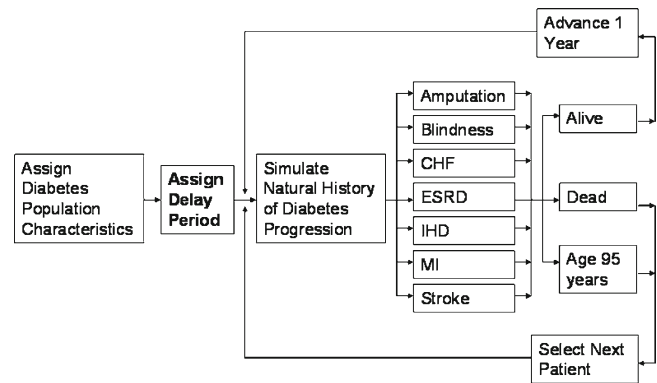 Advance 1
Year
Amputation
Blindness
CHF
ESRD
IHD
MI
Stroke
Alive
Dead
Age 95
years
Assign
Diabetes
Population
Characteristics
Assign
Delay
Period
Simulate
Natural History
of Diabetes
Progression
Select Next
Patient